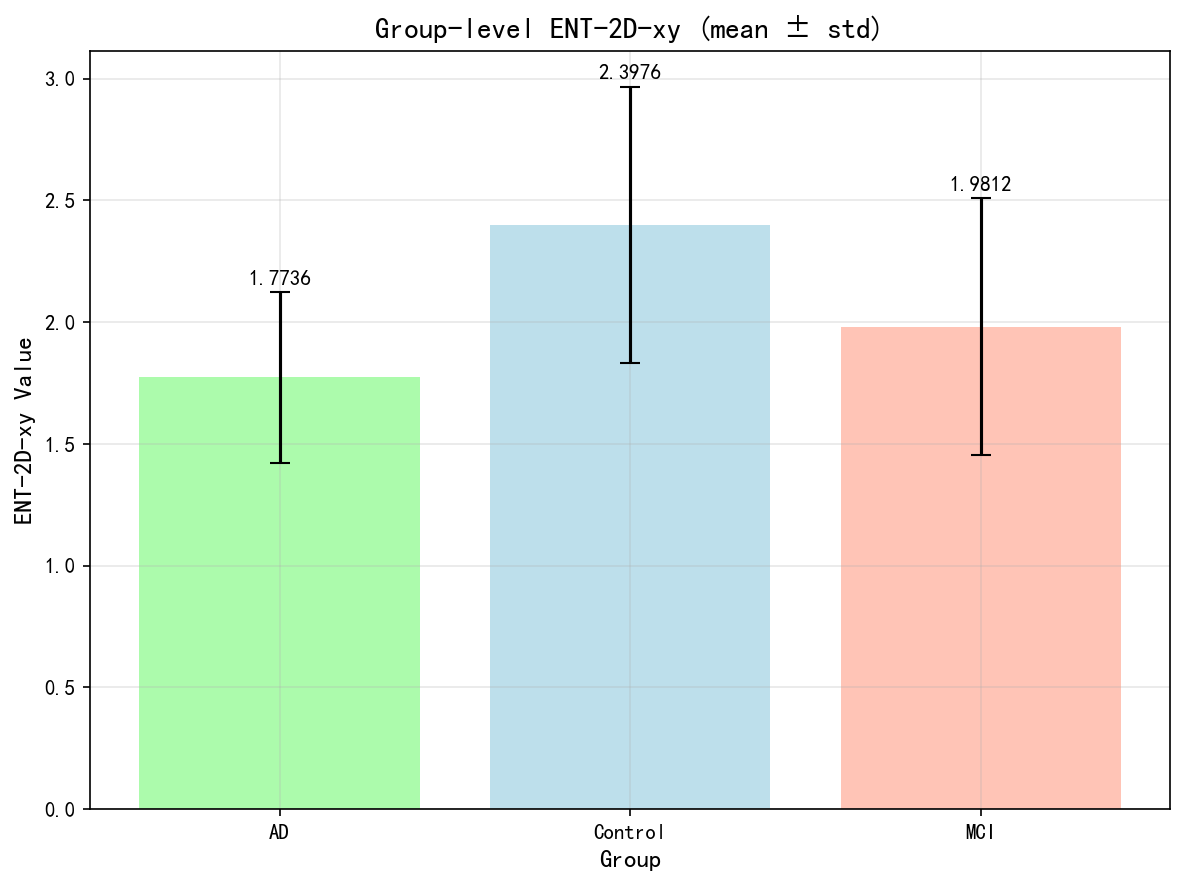 Group-level ENT-2D-xy (mean ± std)
ENT-2D-xy Value
3.0
2.5
2.0
1.5
1.0
0.5
0.0
1.7736
2.3976
1.9812
AD
Control
MCI
Group